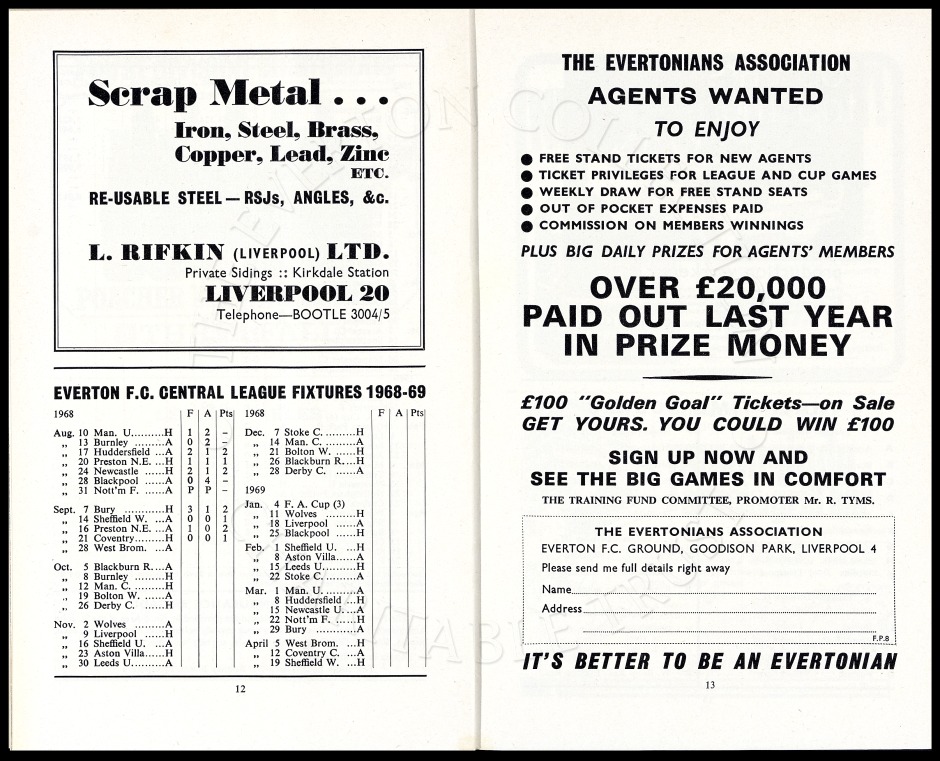 Scrap Metal . . .
Iron, Steel, Brass,
Copper, Lead, Zinc
ETC.
RE-USABLE STEEL — RSJs, ANGLES, &c.
L. RIFKIN (LIVERPOOL) LTD.
Private Sidings :: Kirkdale Station
LIVERPOOL 20
Telephone—BOOTLE 3004/5
EVERTON F.C. CENTRAL LEAGUE FIXTURES 1968-69
1968 F A Pts
Aug. 10 Man. U.........H 1 2 –
„ 13 Burnley .........A 0 2 –
„ 17 Huddersfield ...A 2 1 2
„ 20 Preston N.E. ...H 1 1 1
„ 24 Newcastle ......H 2 1 2
„ 28 Blackpool ......A 0 4 –
„ 31 Nott'm F. ......A P P –
Sept. 7 Bury ............H 3 1 2
„ 14 Sheffield W. ...A 0 0 1
„ 16 Preston N.E. ...A 1 0 2
„ 21 Coventry.........H 0 0 1
„ 28 West Brom. ...A
Oct. 5 Blackburn R....A
„ 8 Burnley .........H
„ 12 Man. C. .........H
„ 19 Bolton W. ......A
„ 26 Derby C. ......H
Nov. 2 Wolves .........A
„ 9 Liverpool ......H
„ 16 Sheffield U. ...A
„ 23 Aston Villa......H
„ 30 Leeds U..........A
1968 F A Pts
Dec. 7 Stoke C. .........H
„ 14 Man. C. .........A
„ 21 Bolton W. ......H
„ 26 Blackburn R....H
„ 28 Derby C. ......A
1969
Jan. 4 F. A. Cup (3)
„ 11 Wolves .........H
„ 18 Liverpool ......A
„ 25 Blackpool ......H
Feb. 1 Sheffield U. ...H
„ 8 Aston Villa......A
„ 15 Leeds U..........H
„ 22 Stoke C. .........A
Mar. 1 Man. U. .........A
„ 8 Huddersfield ...H
„ 15 Newcastle U....A
„ 22 Nott'm F. ......H
„ 29 Bury ............A
April 5 West Brom. ...H
„ 12 Coventry C. ...A
„ 19 Sheffield W. ...H
12
THE EVERTONIANS ASSOCIATION
AGENTS WANTED
TO ENJOY
● FREE STAND TICKETS FOR NEW AGENTS
● TICKET PRIVILEGES FOR LEAGUE AND CUP GAMES
● WEEKLY DRAW FOR FREE STAND SEATS
● OUT OF POCKET EXPENSES PAID
● COMMISSION ON MEMBERS WINNINGS
PLUS BIG DAILY PRIZES FOR AGENTS' MEMBERS
OVER £20,000
PAID OUT LAST YEAR
IN PRIZE MONEY
£100 "Golden Goal" Tickets—on Sale
GET YOURS. YOU COULD WIN £100
SIGN UP NOW AND
SEE THE BIG GAMES IN COMFORT
THE TRAINING FUND COMMITTEE, PROMOTER Mr. R. TYMS.
THE EVERTONIANS ASSOCIATION
EVERTON F.C. GROUND, GOODISON PARK, LIVERPOOL 4
Please send me full details right away
Name
Address
F.P.8
IT'S BETTER TO BE AN EVERTONIAN
13